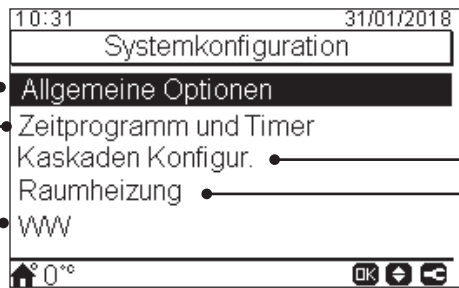 10:31 31/01/2018
Systemkonfiguration
Allgemeine Optionen
Zeitprogramm und Timer
Kaskaden Konfigur.
Raumheizung
WW
0°C OK